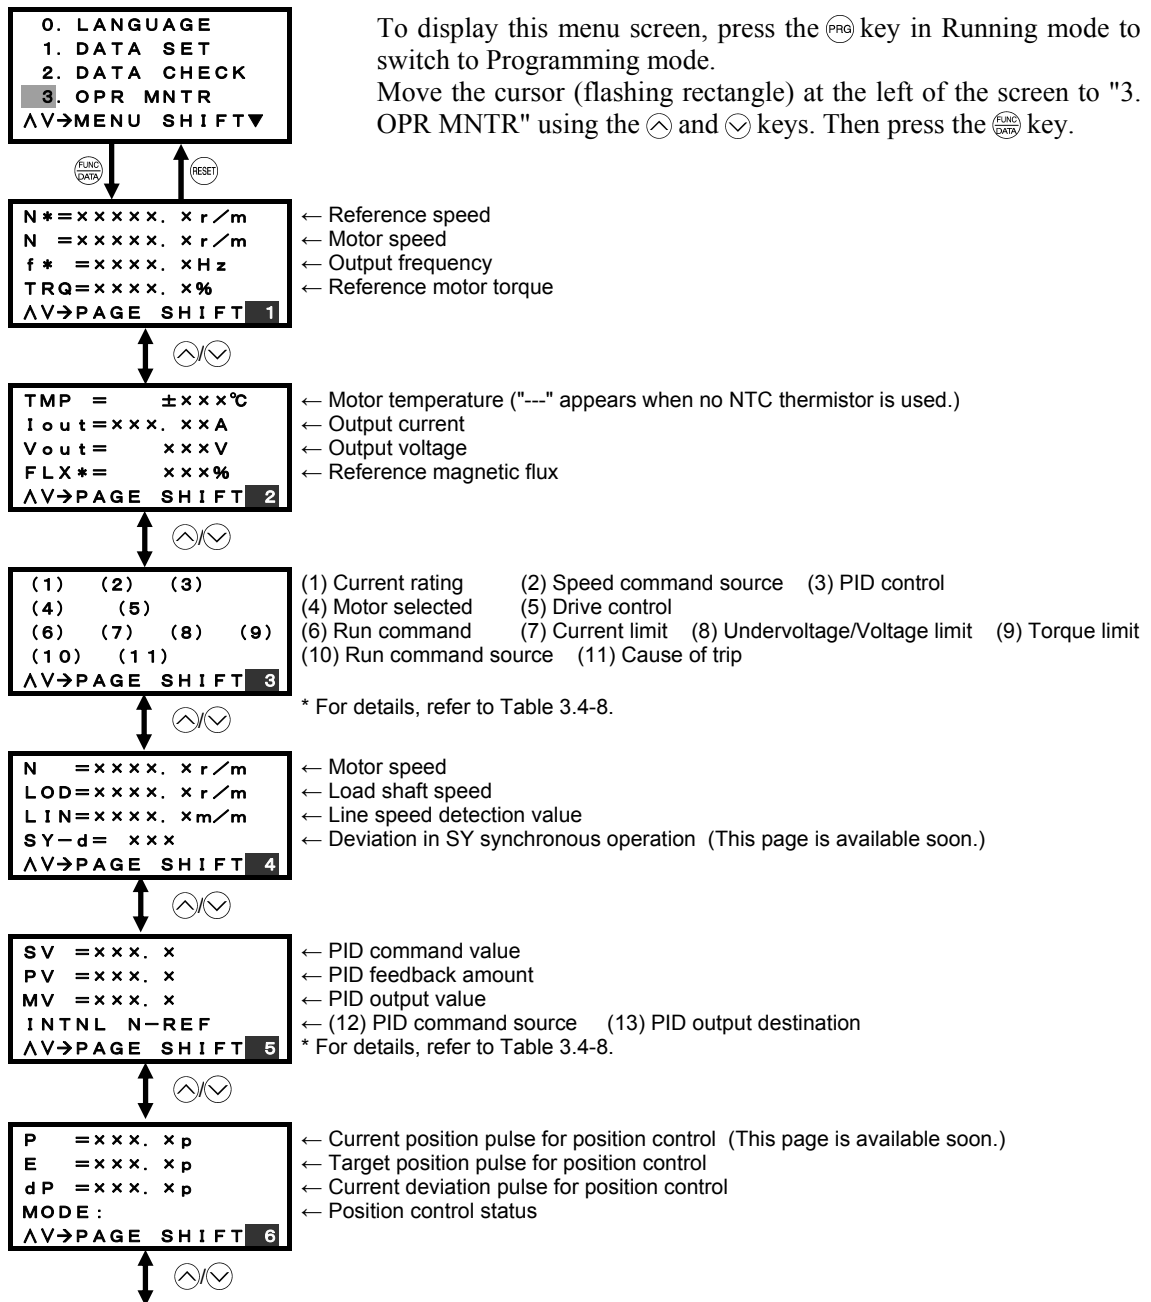 0. LANGUAGE
1. DATA SET
2. DATA CHECK
3. OPR MNTR
∧∨→MENU SHIFT▼
To display this menu screen, press the PRG key in Running mode to
switch to Programming mode.
Move the cursor (flashing rectangle) at the left of the screen to "3.
OPR MNTR" using the ∧ and ∨ keys. Then press the FUNC/DATA key.
FUNC
DATA
RESET
N*=×××××. ×r/m ← Reference speed
N =×××××. ×r/m ← Motor speed
f* =××××. ×Hz ← Output frequency
TRQ=××××. ×% ← Reference motor torque
∧∨→PAGE SHIFT 1
∧/∨
TMP = ±×××℃ ← Motor temperature ("---" appears when no NTC thermistor is used.)
Iout=×××. ××A ← Output current
Vout= ×××V ← Output voltage
FLX*= ×××% ← Reference magnetic flux
∧∨→PAGE SHIFT 2
∧/∨
(1) (2) (3) (1) Current rating (2) Speed command source (3) PID control
(4) (5) (4) Motor selected (5) Drive control
(6) (7) (8) (9) (6) Run command (7) Current limit (8) Undervoltage/Voltage limit (9) Torque limit
(10) (11) (10) Run command source (11) Cause of trip
∧∨→PAGE SHIFT 3
* For details, refer to Table 3.4-8.
∧/∨
N =××××. ×r/m ← Motor speed
LOD=××××. ×r/m ← Load shaft speed
LIN=××××. ×m/m ← Line speed detection value
SY-d= ××× ← Deviation in SY synchronous operation (This page is available soon.)
∧∨→PAGE SHIFT 4
∧/∨
SV =×××. × ← PID command value
PV =×××. × ← PID feedback amount
MV =×××. × ← PID output value
INTNL N-REF ← (12) PID command source (13) PID output destination
∧∨→PAGE SHIFT 5 * For details, refer to Table 3.4-8.
∧/∨
P =×××. ×p ← Current position pulse for position control (This page is available soon.)
E =×××. ×p ← Target position pulse for position control
dP =×××. ×p ← Current deviation pulse for position control
MODE: ← Position control status
∧∨→PAGE SHIFT 6
∧/∨